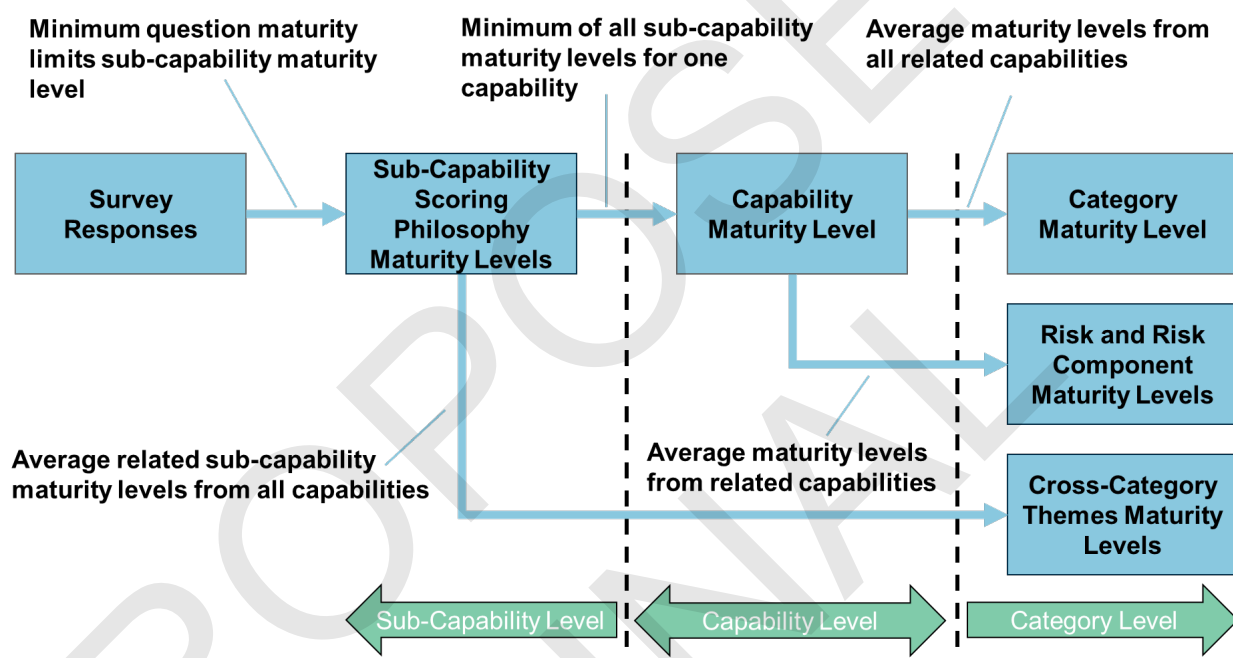 Minimum question maturity
limits sub-capability maturity
level
Minimum of all sub-capability
maturity levels for one
capability
Average maturity levels from
all related capabilities
Survey
Responses
Sub-Capability
Scoring
Philosophy
Maturity Levels
Capability
Maturity Level
Category
Maturity Level
Risk and Risk
Component
Maturity Levels
Average related sub-capability
maturity levels from all capabilities
Average maturity levels
from related capabilities
Cross-Category
Themes Maturity
Levels
Sub-Capability Level
Capability Level
Category Level